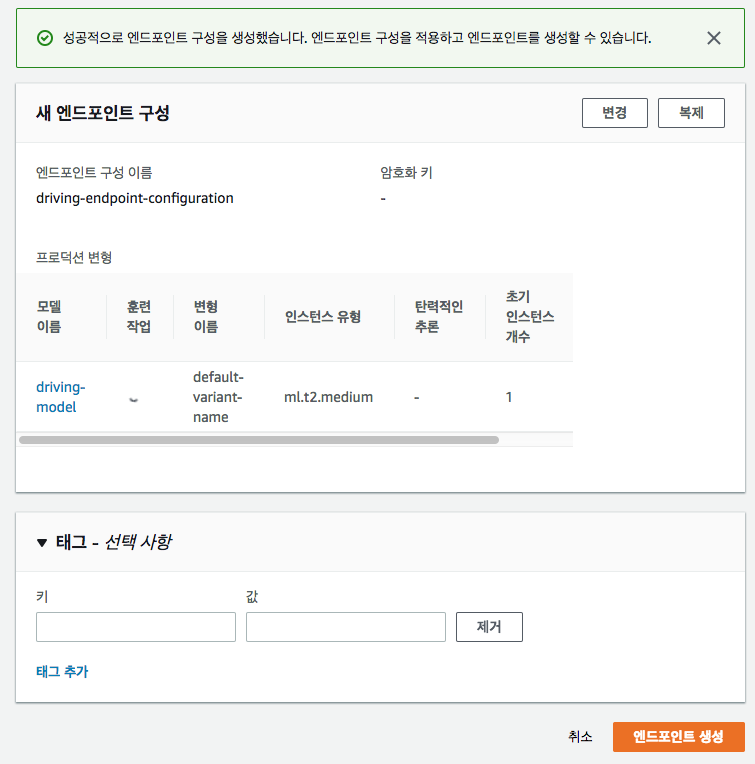 성공적으로 엔드포인트 구성을 생성했습니다. 엔드포인트 구성을 적용하고 엔드포인트를 생성할 수 있습니다.
새 엔드포인트 구성
변경
복제
엔드포인트 구성 이름
암호화 키
driving-endpoint-configuration
-
프로덕션 변형
모델
이름
훈련
작업
변형
이름
인스턴스 유형
탄력적인
추론
초기
인스턴스
개수
driving-
model
default-
variant-
name
ml.t2.medium
-
1
태그 - 선택 사항
키
값
제거
태그 추가
취소
엔드포인트 생성